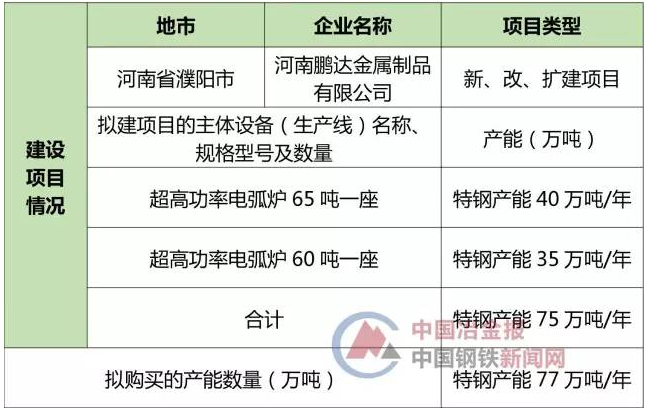 地市 企业名称 项目类型
河南省濮阳市 河南鹏达金属制品 新、改、扩建项目
有限公司
建设
项目
情况
拟建项目的主体设备（生产线）名称、 产能（万吨）
规格型号及数量
超高功率电弧炉 65 吨一座 特钢产能 40 万吨/年
超高功率电弧炉 60 吨一座 特钢产能 35 万吨/年
合计 特钢产能 75 万吨/年
中国冶金报
中国钢铁新闻网
拟购买的产能数量（万吨） 特钢产能 77 万吨/年